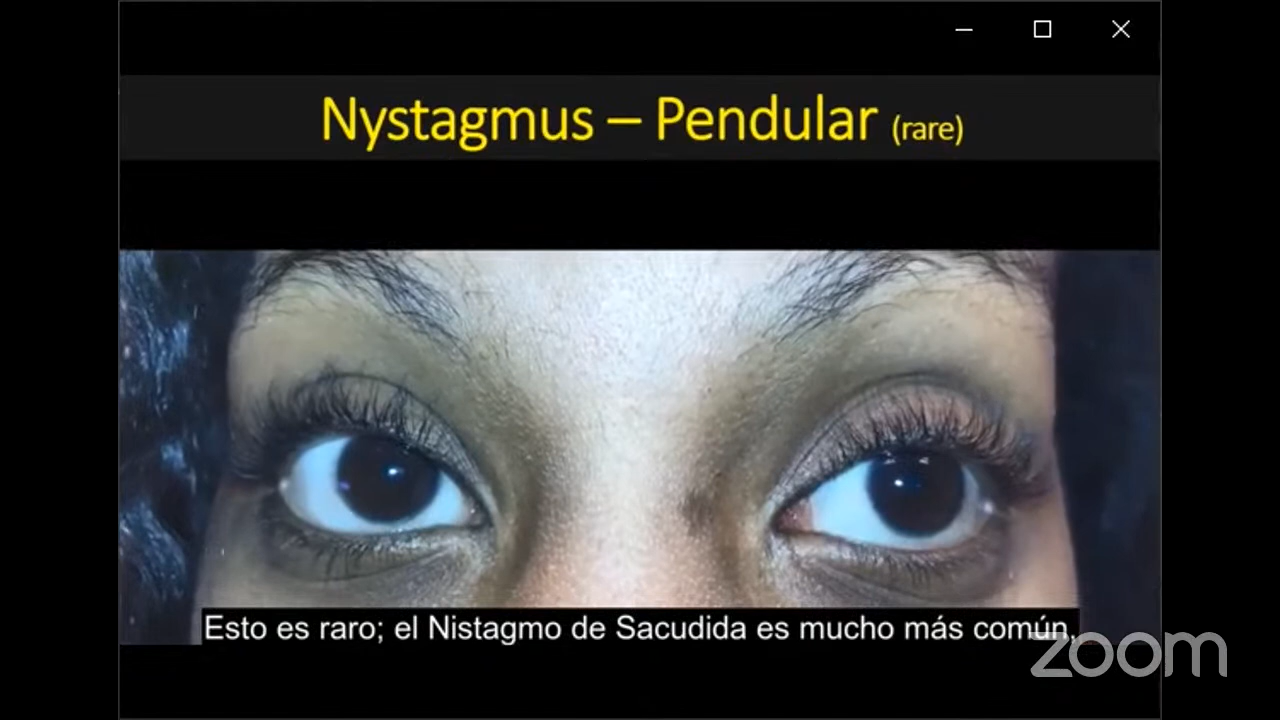 Nystagmus – Pendular (rare)
Esto es raro; el Nistagmo de Sacudida es mucho más común,
zoom